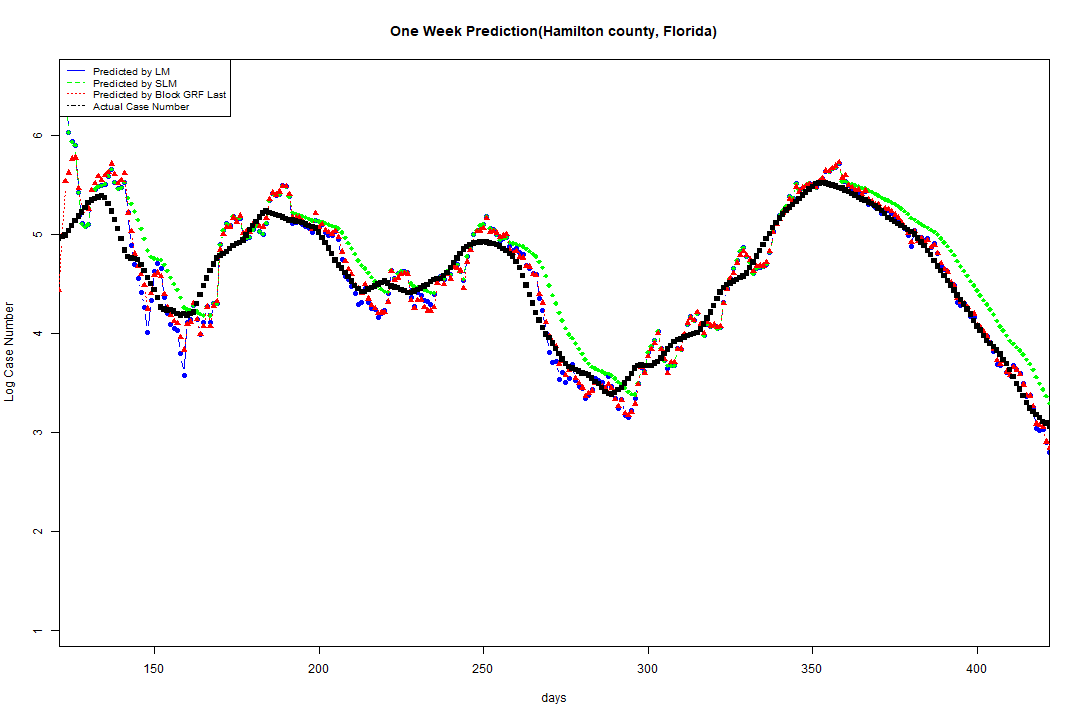 One Week Prediction(Hamilton county, Florida)
Predicted by LM
Predicted by SLM
Predicted by Block GRF Last
Actual Case Number
6
5
4
3
2
1
Log Case Number
150 200 250 300 350 400
days